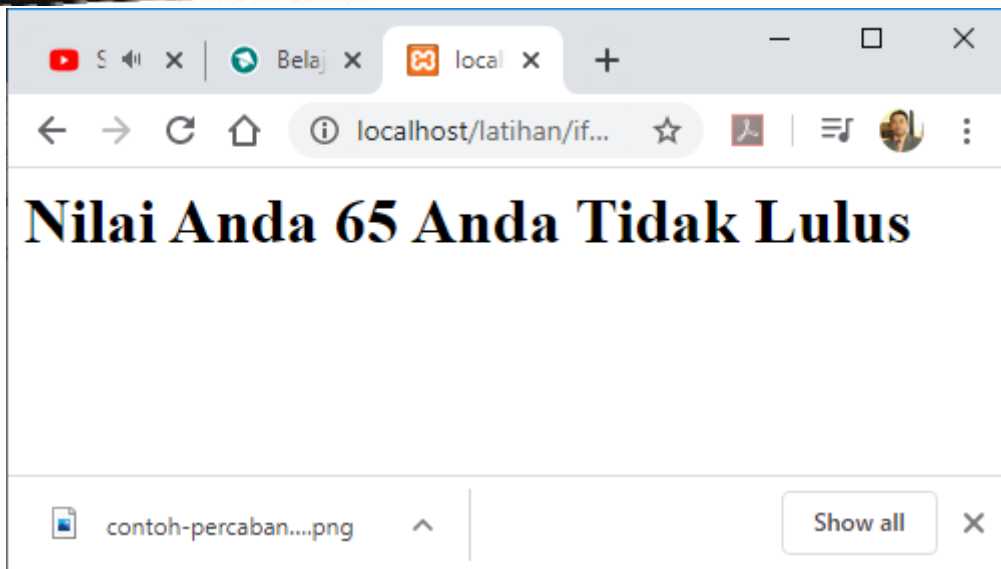 S
Belaj
local
localhost/latihan/if...
Nilai Anda 65 Anda Tidak Lulus
contoh-percaban....png
Show all